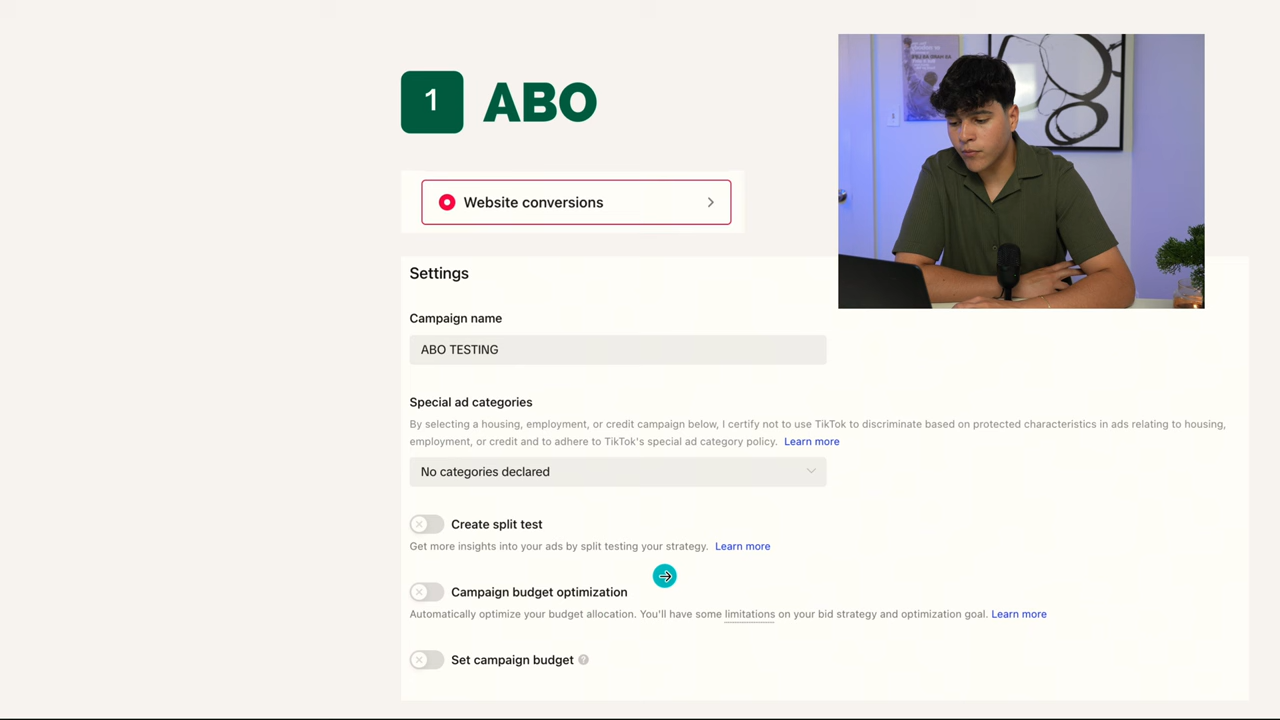 1 ABO
Website conversions
Settings
Campaign name
ABO TESTING
Special ad categories
By selecting a housing, employment, or credit campaign below, I certify not to use TikTok to discriminate based on protected characteristics in ads relating to housing,
employment, or credit and to adhere to TikTok's special ad category policy. Learn more
No categories declared
Create split test
Get more insights into your ads by split testing your strategy. Learn more
Campaign budget optimization
Automatically optimize your budget allocation. You'll have some limitations on your bid strategy and optimization goal. Learn more
Set campaign budget ?